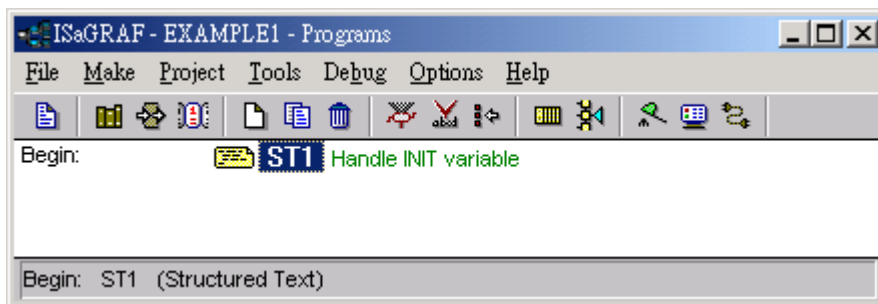 ISaGRAF - EXAMPLE1 - Programs
File Make Project Tools Debug Options Help
Begin: ST1 Handle INIT variable
Begin: ST1 (Structured Text)